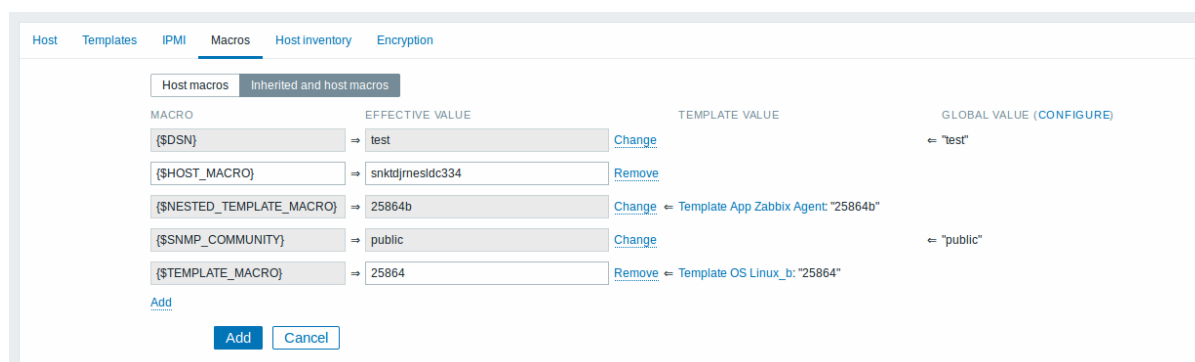 Host Templates IPMI Macros Host inventory Encryption
Host macros Inherited and host macros
MACRO EFFECTIVE VALUE TEMPLATE VALUE GLOBAL VALUE (CONFIGURE)
{$DSN} ⇒ test Change ⇐ "test"
{$HOST_MACRO} ⇒ snktdjrnesldc334 Remove
{$NESTED_TEMPLATE_MACRO} ⇒ 25864b Change ⇐ Template App Zabbix Agent: "25864b"
{$SNMP_COMMUNITY} ⇒ public Change ⇐ "public"
{$TEMPLATE_MACRO} ⇒ 25864 Remove ⇐ Template OS Linux_b: "25864"
Add
Add Cancel